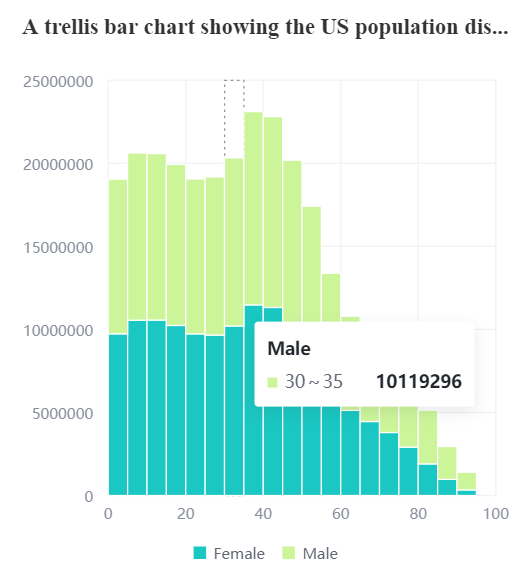 A trellis bar chart showing the US population dis...
25000000
20000000
15000000
10000000
5000000
0
Male
30 ~ 35 10119296
0 20 40 60 80 100
Female Male